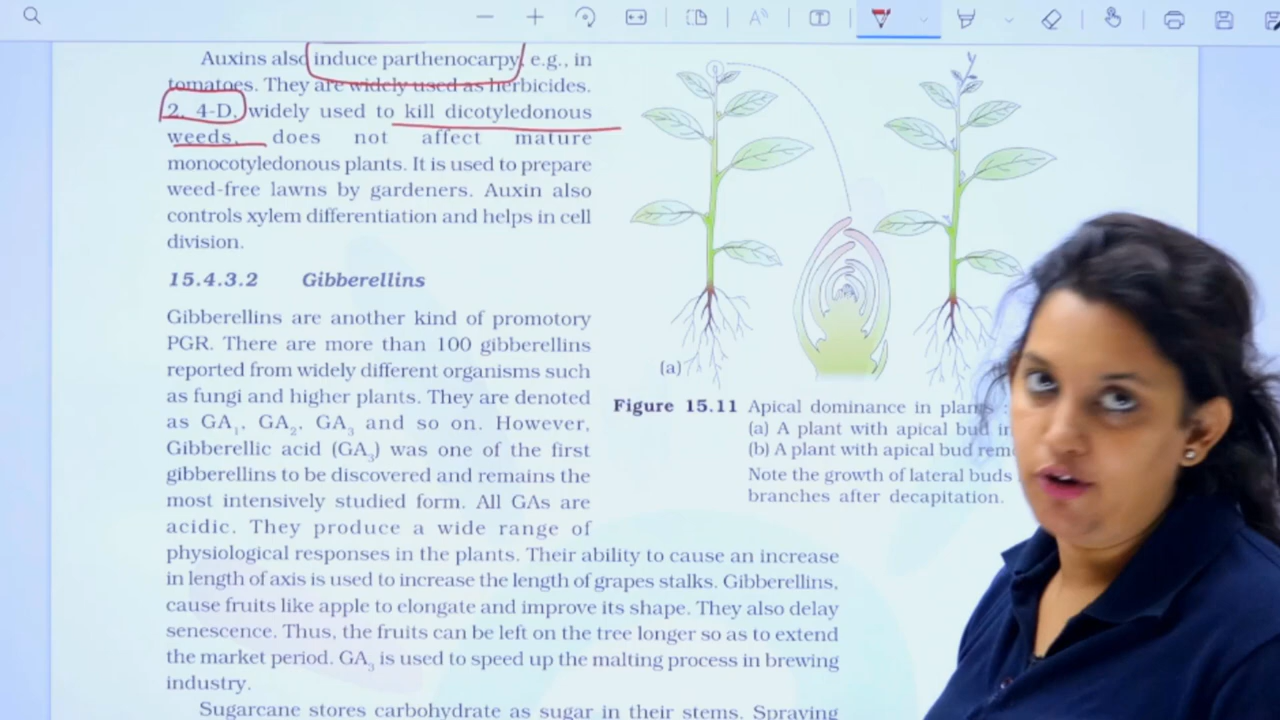 Auxins also induce parthenocarpy, e.g., in
tomatoes. They are widely used as herbicides.
2, 4-D, widely used to kill dicotyledonous
weeds, does not affect mature
monocotyledonous plants. It is used to prepare
weed-free lawns by gardeners. Auxin also
controls xylem differentiation and helps in cell
division.
15.4.3.2 Gibberellins
Gibberellins are another kind of promotory
PGR. There are more than 100 gibberellins
reported from widely different organisms such
as fungi and higher plants. They are denoted
as GA1, GA2, GA3 and so on. However,
Gibberellic acid (GA3) was one of the first
gibberellins to be discovered and remains the
most intensively studied form. All GAs are
acidic. They produce a wide range of
physiological responses in the plants. Their ability to cause an increase
in length of axis is used to increase the length of grapes stalks. Gibberellins,
cause fruits like apple to elongate and improve its shape. They also delay
senescence. Thus, the fruits can be left on the tree longer so as to extend
the market period. GA3 is used to speed up the malting process in brewing
industry.
Sugarcane stores carbohydrate as sugar in their stems. Spraying
(a)
Figure 15.11 Apical dominance in plants :
(a) A plant with apical bud
(b) A plant with apical bud
Note the growth of lateral buds
branches after decapitation.